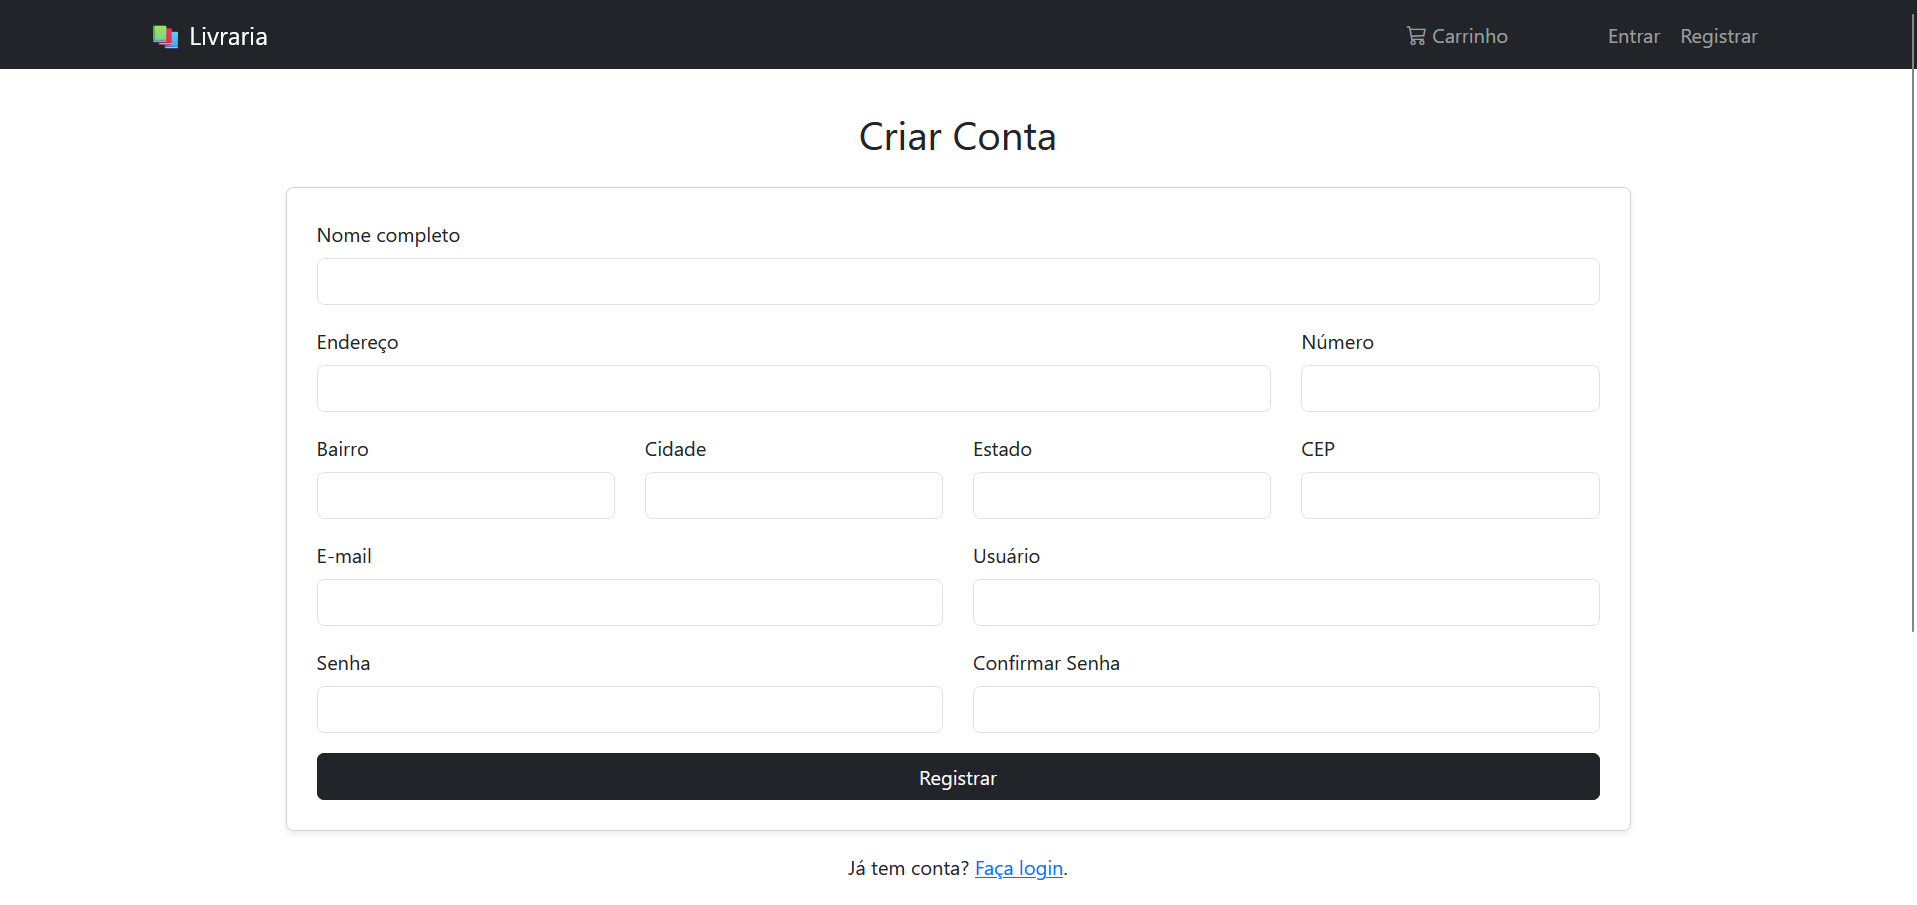 Livraria
Carrinho
Entrar
Registrar
Criar Conta
Nome completo
Endereço
Número
Bairro
Cidade
Estado
CEP
E-mail
Usuário
Senha
Confirmar Senha
Registrar
Já tem conta? Faça login.